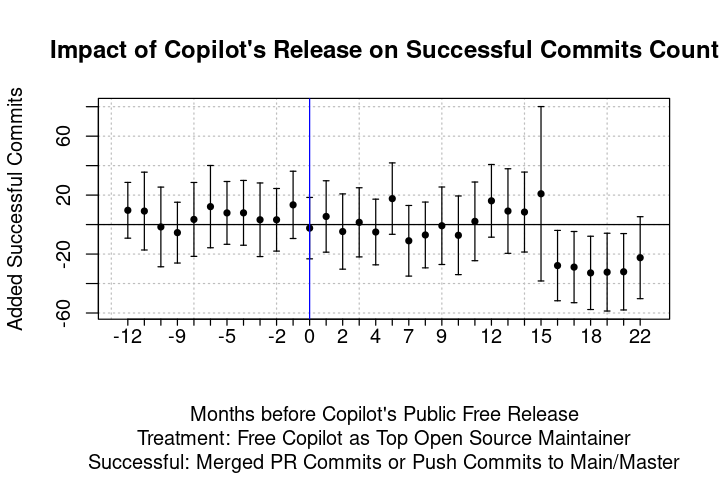 Impact of Copilot's Release on Successful Commits Count
Added Successful Commits
60
20
-20
-60
-12 -9 -5 -2 0 2 4 7 9 12 15 18 22
Months before Copilot's Public Free Release
Treatment: Free Copilot as Top Open Source Maintainer
Successful: Merged PR Commits or Push Commits to Main/Master